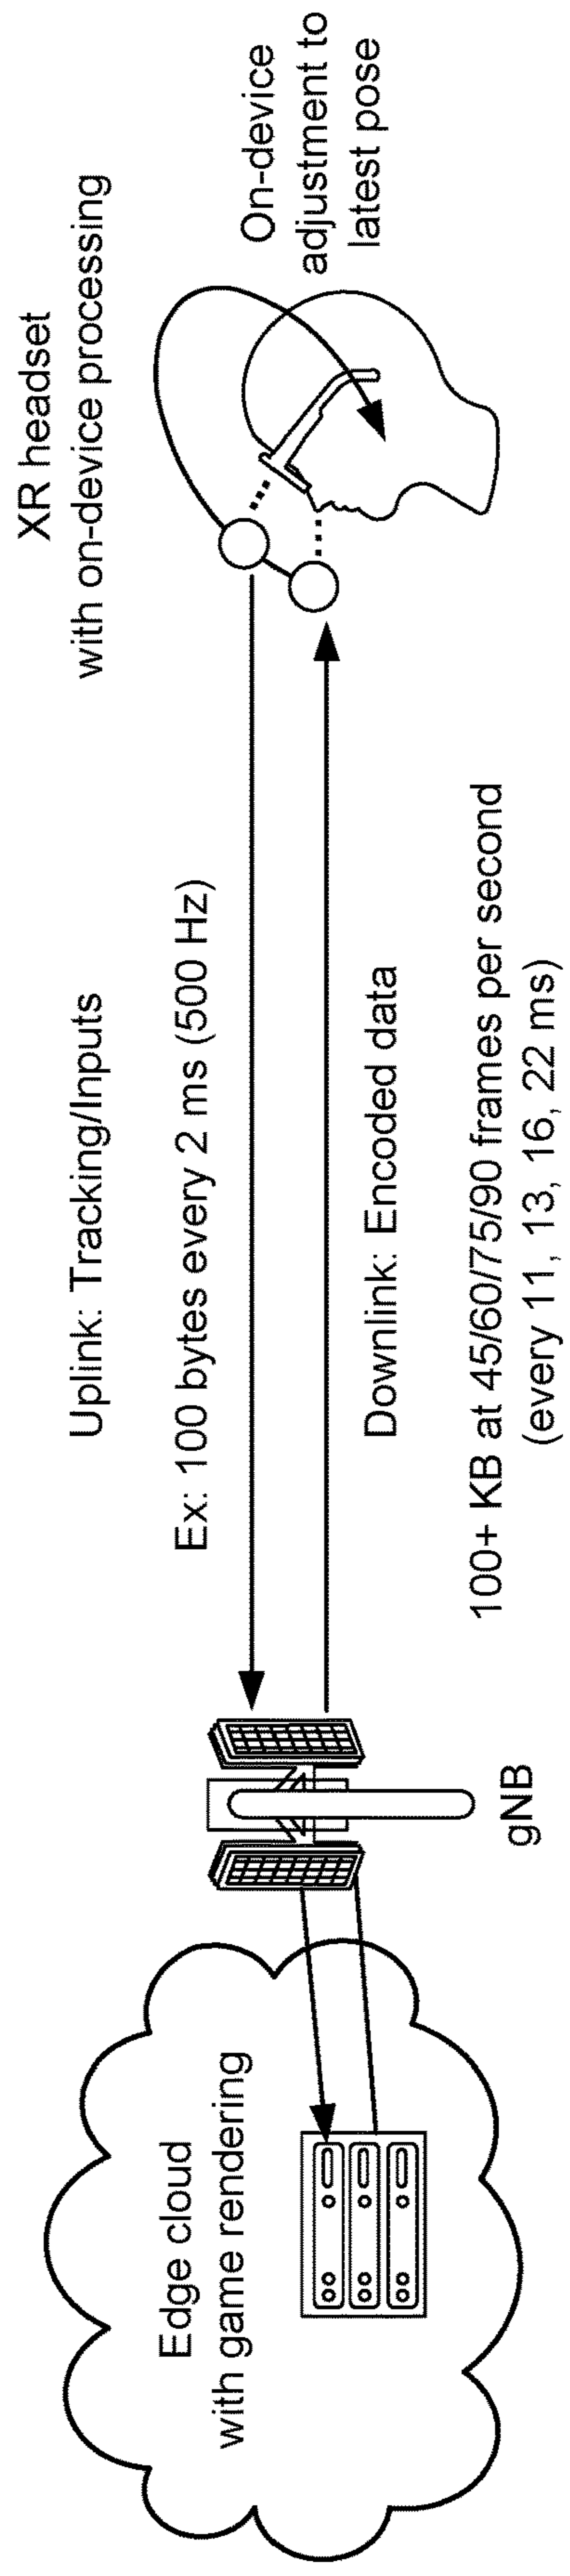 Edge cloud
with game rendering
gNB
Uplink: Tracking/Inputs
Ex: 100 bytes every 2 ms (500 Hz)
Downlink: Encoded data
100+ KB at 45/60/75/90 frames per second
(every 11, 13, 16, 22 ms)
XR headset
with on-device processing
On-device
adjustment to
latest pose